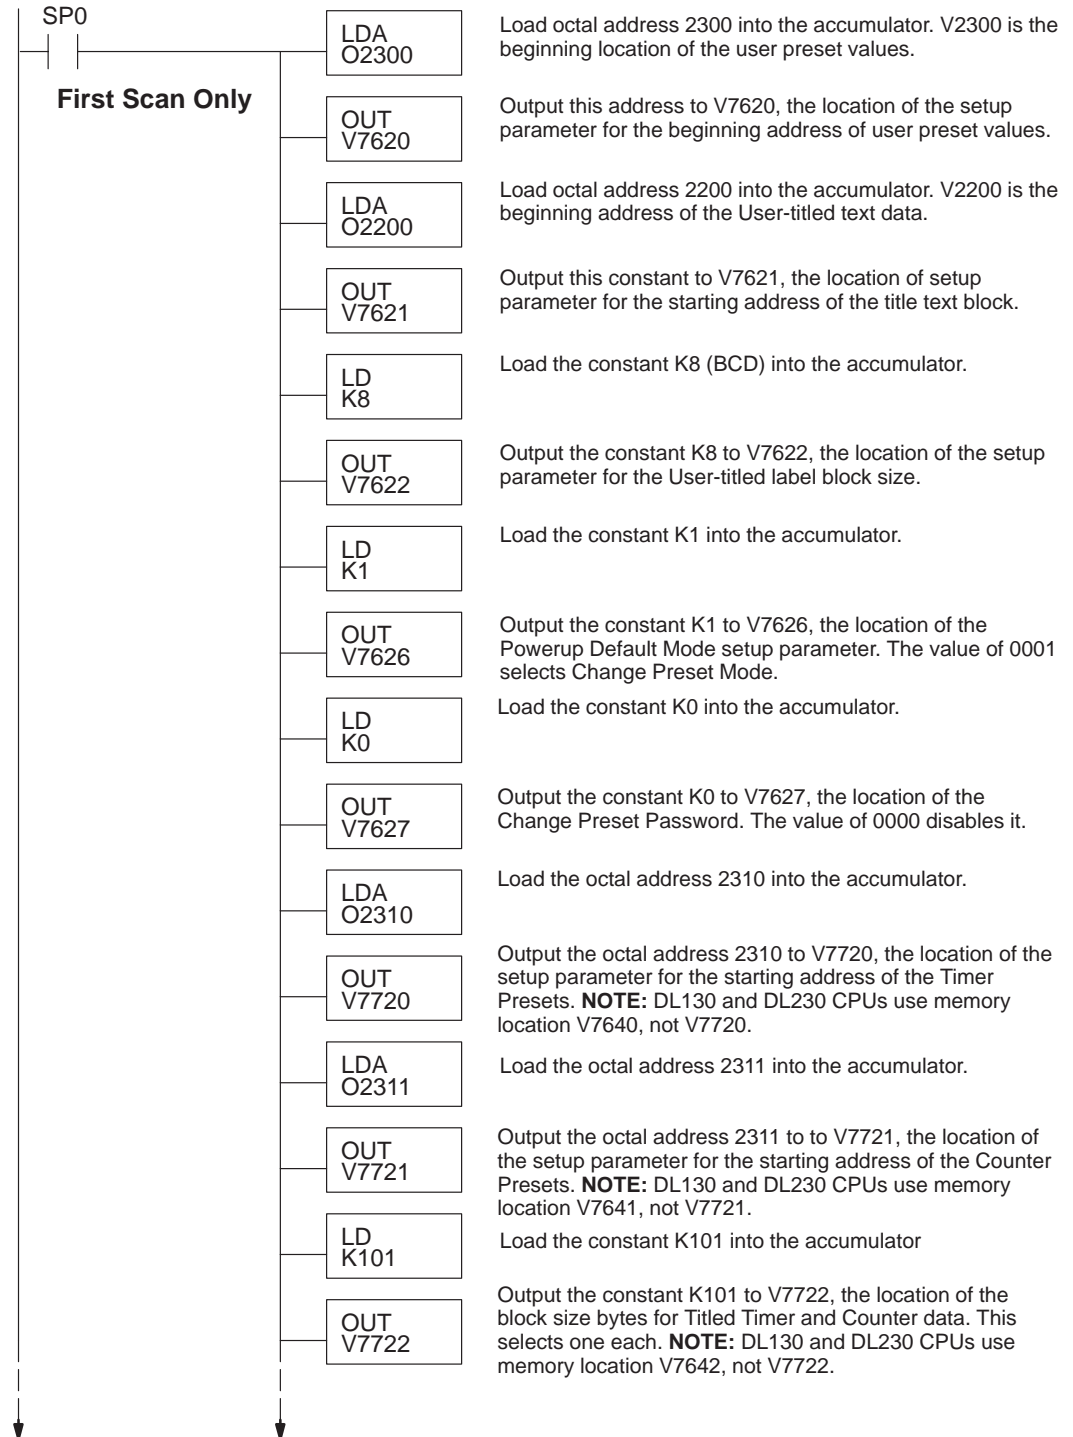 SP0
First Scan Only
LDA
O2300
Load octal address 2300 into the accumulator. V2300 is the
beginning location of the user preset values.
OUT
V7620
Output this address to V7620, the location of the setup
parameter for the beginning address of user preset values.
LDA
O2200
Load octal address 2200 into the accumulator. V2200 is the
beginning address of the User-titled text data.
OUT
V7621
Output this constant to V7621, the location of setup
parameter for the starting address of the title text block.
LD
K8
Load the constant K8 (BCD) into the accumulator.
OUT
V7622
Output the constant K8 to V7622, the location of the setup
parameter for the User-titled label block size.
LD
K1
Load the constant K1 into the accumulator.
OUT
V7626
Output the constant K1 to V7626, the location of the
Powerup Default Mode setup parameter. The value of 0001
selects Change Preset Mode.
LD
K0
Load the constant K0 into the accumulator.
OUT
V7627
Output the constant K0 to V7627, the location of the
Change Preset Password. The value of 0000 disables it.
LDA
O2310
Load the octal address 2310 into the accumulator.
OUT
V7720
Output the octal address 2310 to V7720, the location of the
setup parameter for the starting address of the Timer
Presets. NOTE: DL130 and DL230 CPUs use memory
location V7640, not V7720.
LDA
O2311
Load the octal address 2311 into the accumulator.
OUT
V7721
Output the octal address 2311 to to V7721, the location of
the setup parameter for the starting address of the Counter
Presets. NOTE: DL130 and DL230 CPUs use memory
location V7641, not V7721.
LD
K101
Load the constant K101 into the accumulator
OUT
V7722
Output the constant K101 to V7722, the location of the
block size bytes for Titled Timer and Counter data. This
selects one each. NOTE: DL130 and DL230 CPUs use
memory location V7642, not V7722.